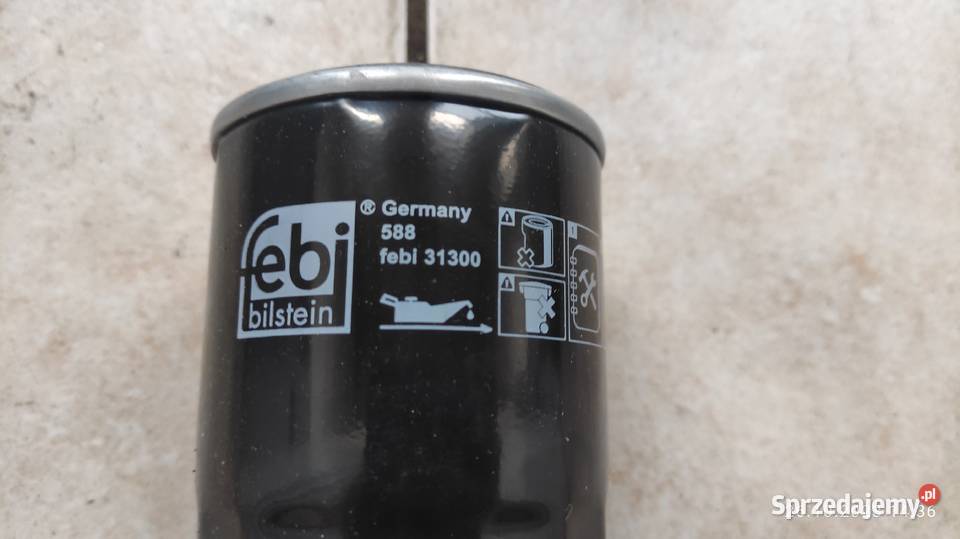 febi
bilstein
® Germany
588
febi 31300
Sprzedajemy.pl